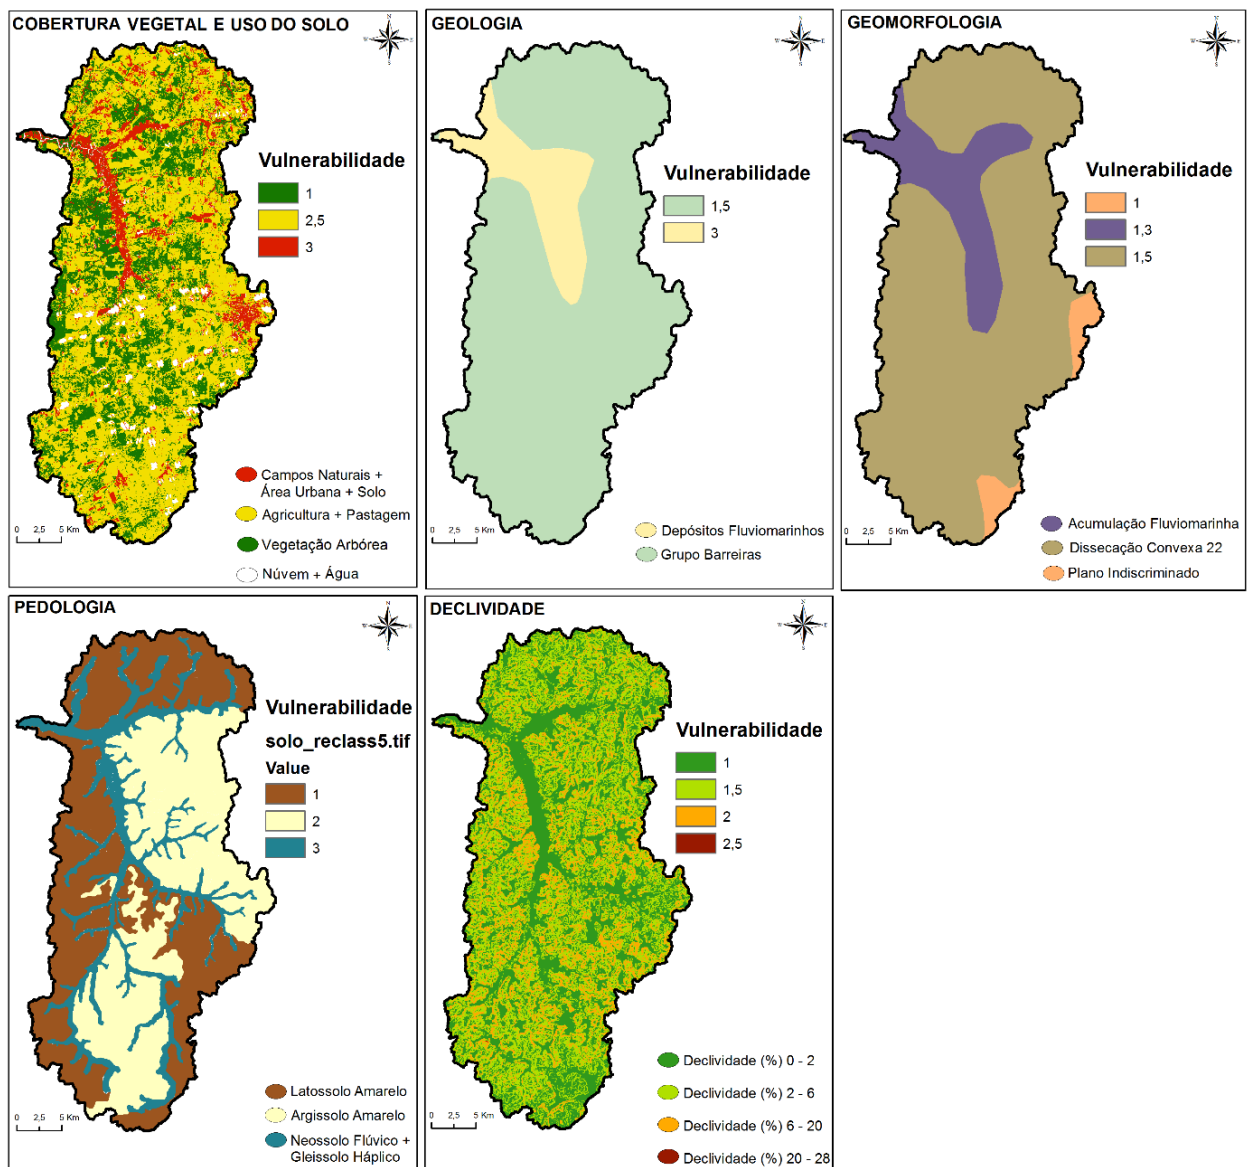 COBERTURA VEGETAL E USO DO SOLO
N
W E
S
Vulnerabilidade
1
2,5
3
Campos Naturais +
Área Urbana + Solo
Agricultura + Pastagem
Vegetação Arbórea
Núvem + Água
0 2,5 5 Km
GEOLOGIA
N
W E
S
Vulnerabilidade
1,5
3
Depósitos Fluviomarinhos
Grupo Barreiras
0 2,5 5 Km
GEOMORFOLOGIA
N
W E
S
Vulnerabilidade
1
1,3
1,5
Acumulação Fluviomarinha
Dissecação Convexa 22
Plano Indiscriminado
0 2,5 5 Km
PEDOLOGIA
N
W E
S
Vulnerabilidade
solo_reclass5.tif
Value
1
2
3
Latossolo Amarelo
Argissolo Amarelo
Neossolo Flúvico +
Gleissolo Háplico
0 2,5 5 Km
DECLIVIDADE
N
W E
S
Vulnerabilidade
1
1,5
2
2,5
Declividade (%) 0 - 2
Declividade (%) 2 - 6
Declividade (%) 6 - 20
Declividade (%) 20 - 28
0 2,5 5 Km